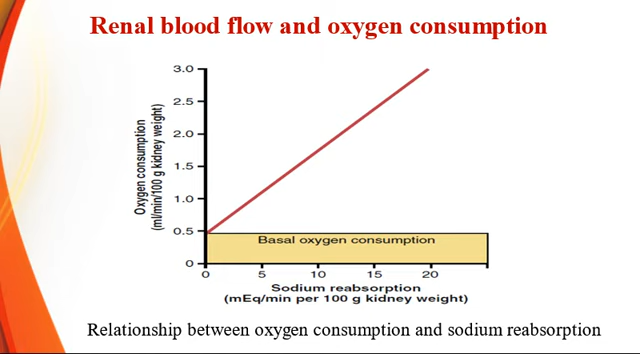 Renal blood flow and oxygen consumption
Oxygen consumption
(ml/min/100 g kidney weight)
3.0
2.5
2.0
1.5
1.0
0.5
0
Basal oxygen consumption
0 5 10 15 20
Sodium reabsorption
(mEq/min per 100 g kidney weight)
Relationship between oxygen consumption and sodium reabsorption